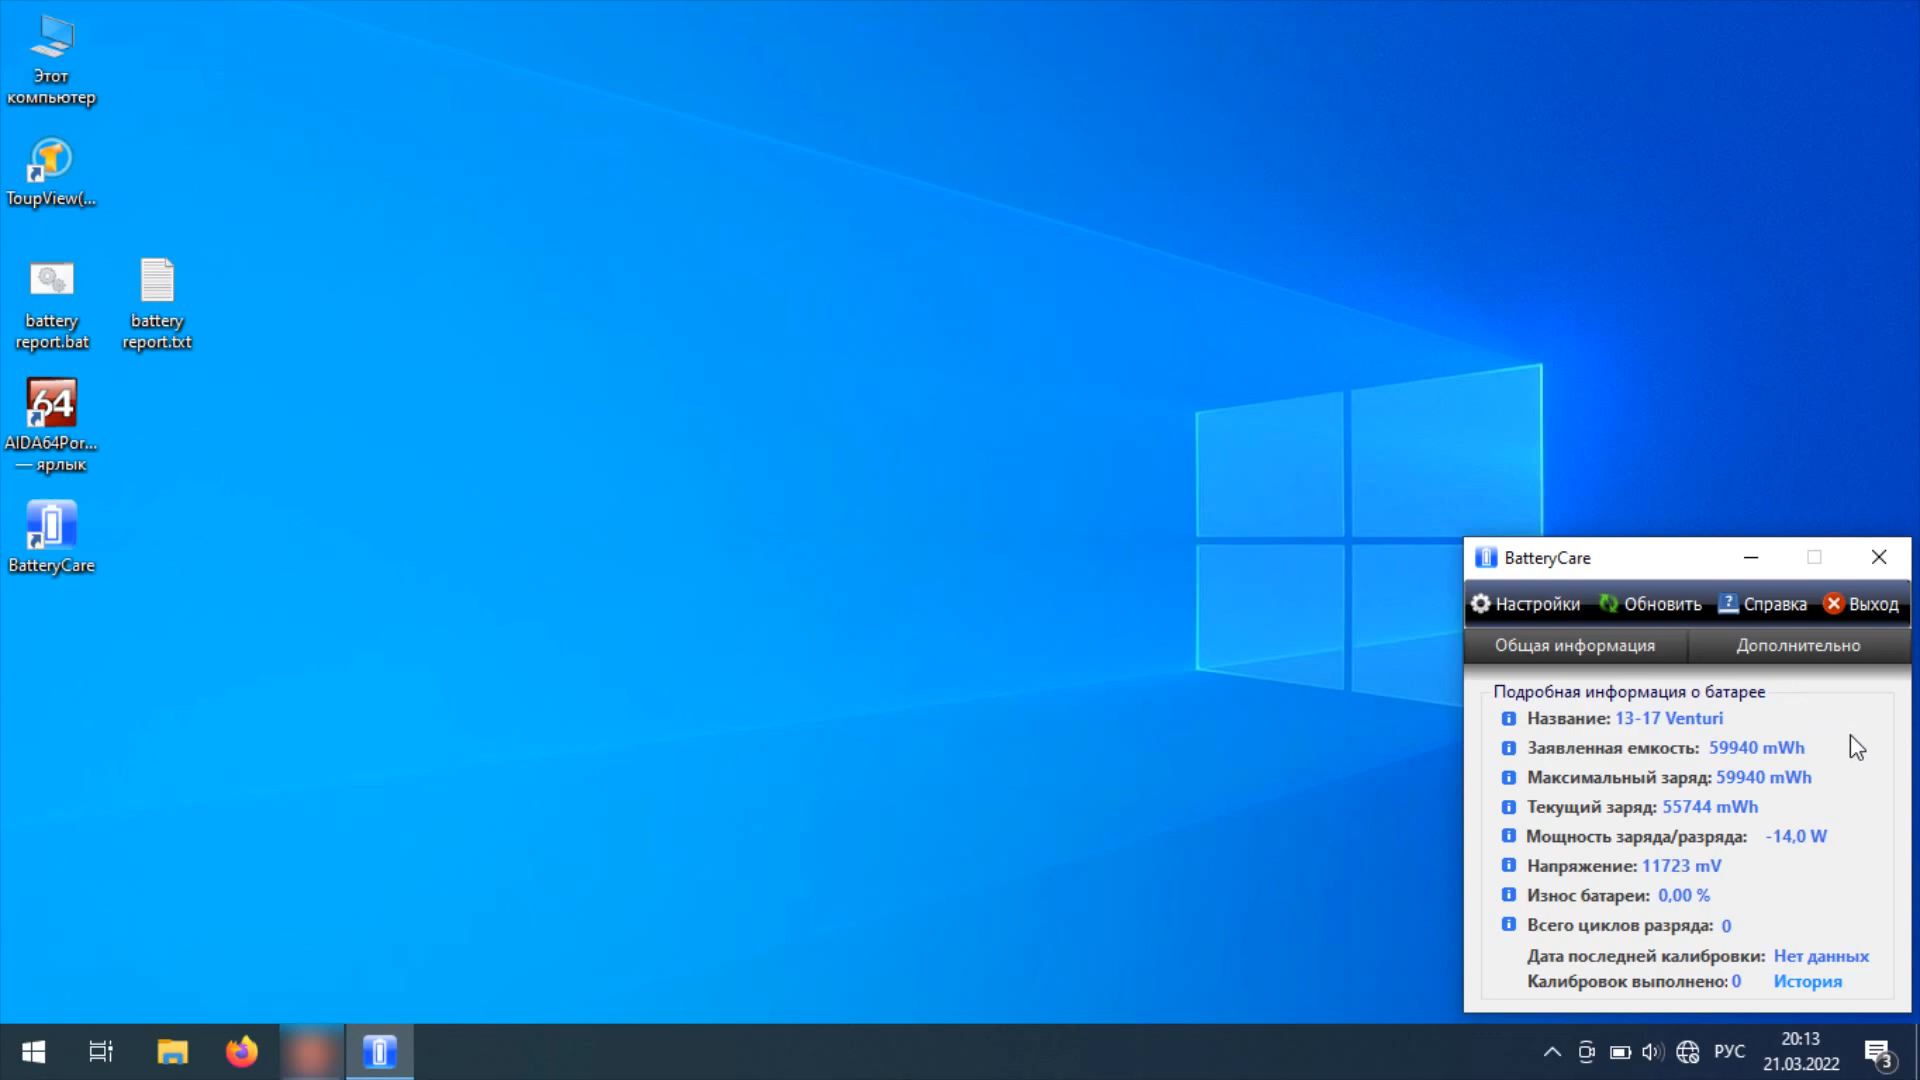 Этот
компьютер
ToupView(...
battery
report.bat
battery
report.txt
64
AIDA64Por...
— ярлык
BatteryCare
BatteryCare
Настройки Обновить Справка Выход
Общая информация Дополнительно
Подробная информация о батарее
Название: 13-17 Venturi
Заявленная емкость: 59940 mWh
Максимальный заряд: 59940 mWh
Текущий заряд: 55744 mWh
Мощность заряда/разряда: -14,0 W
Напряжение: 11723 mV
Износ батареи: 0,00 %
Всего циклов разряда: 0
Дата последней калибровки: Нет данных
Калибровок выполнено: 0 История
РУС
20:13
21.03.2022
3